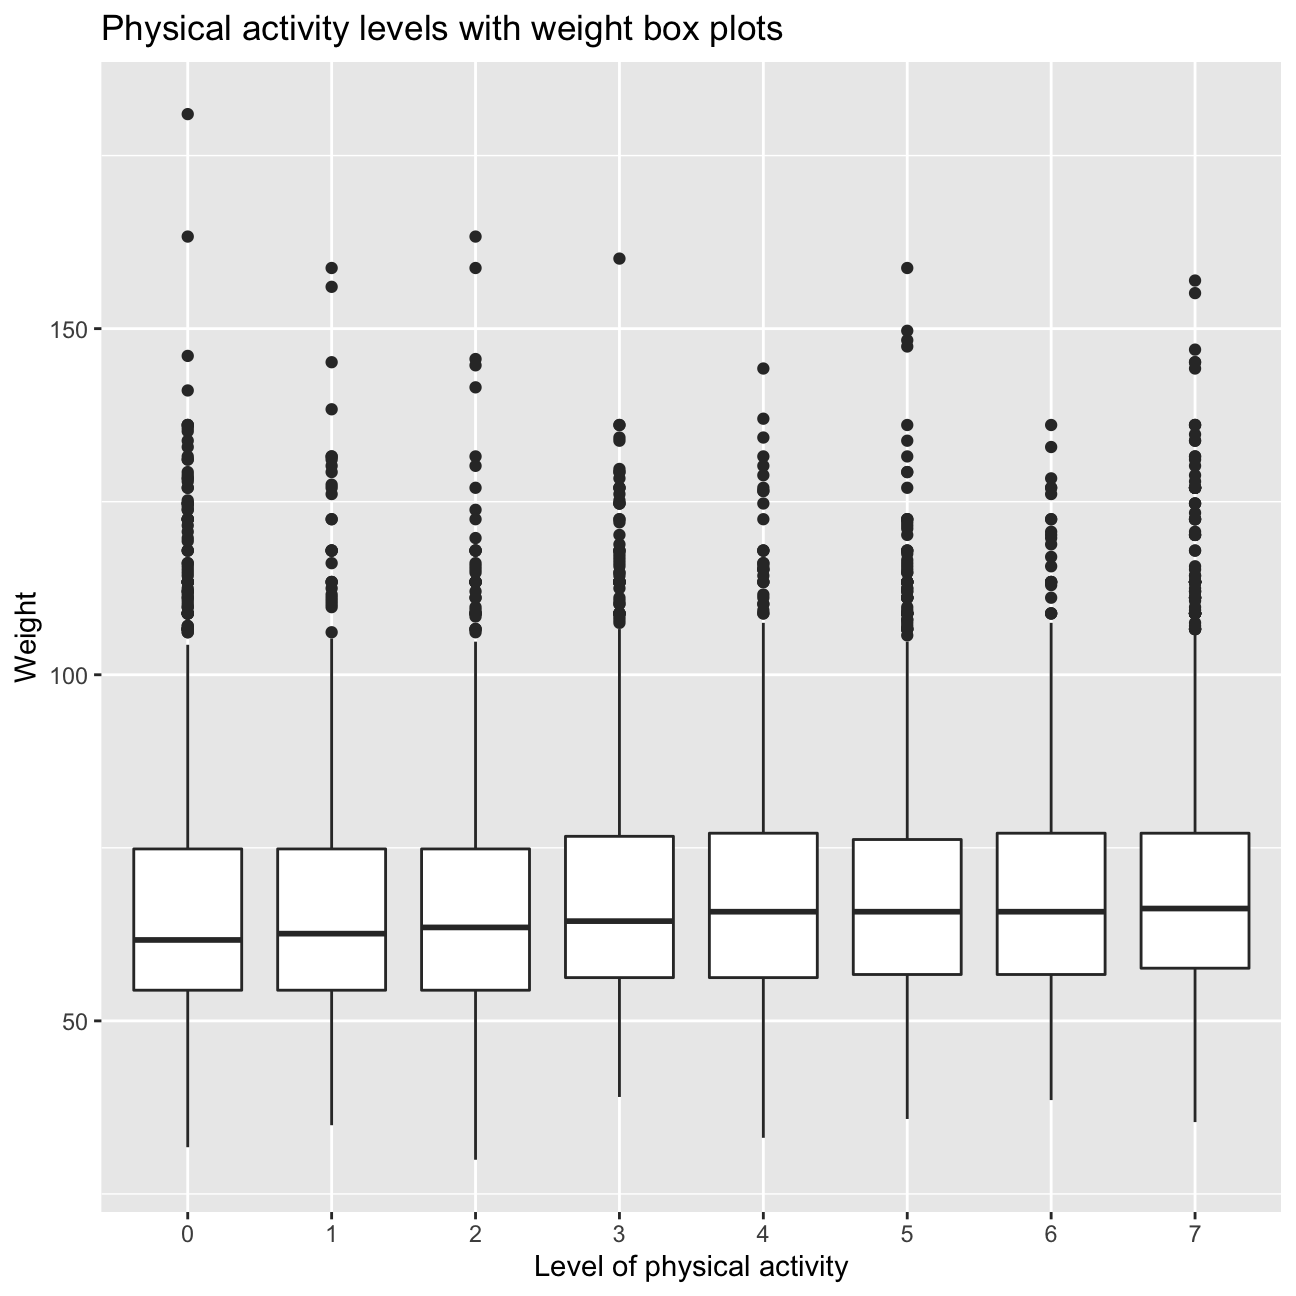 Physical activity levels with weight box plots
150
100
50
Weight
0 1 2 3 4 5 6 7
Level of physical activity